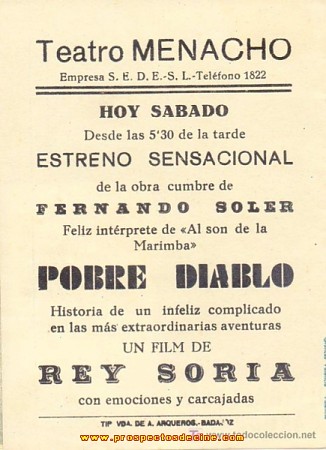 Teatro MENACHO
Empresa S. E. D. E.-S. L.-Teléfono 1822
HOY SABADO
Desde las 5'30 de la tarde
ESTRENO SENSACIONAL
de la obra cumbre de
FERNANDO SOLER
Feliz intérprete de «Al son de la
Marimba»
POBRE DIABLO
Historia de un infeliz complicado
en las más extraordinarias aventuras
UN FILM DE
REY SORIA
con emociones y carcajadas
TIP VDA. DE A. ARQUEROS.-BADAJOZ
todocoleccion.net
www.prospectosdecine.com